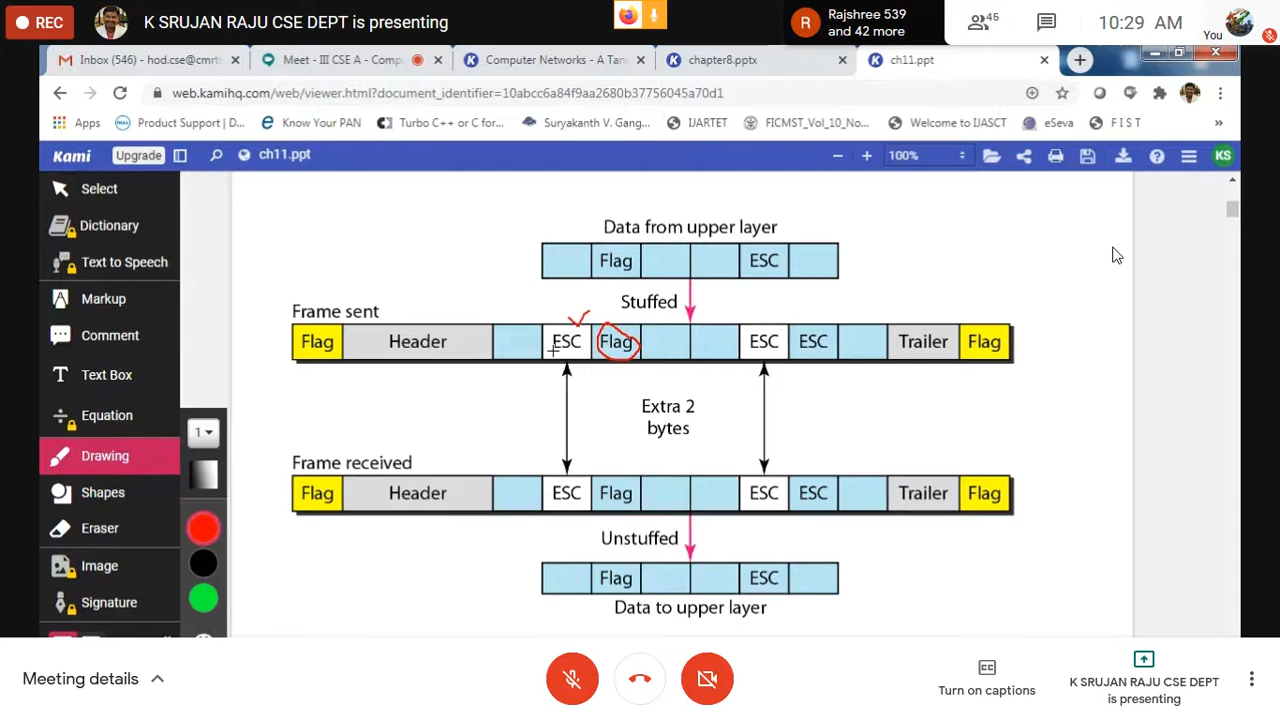 REC
K SRUJAN RAJU CSE DEPT is presenting
R
Rajshree 539
and 42 more
45
10:29 AM
You
Inbox (546) - hod.cse@cmrtc
Meet - III CSE A - Compu
Computer Networks - A Tan
chapter8.pptx
ch11.ppt
web.kamihq.com/web/viewer.html?document_identifier=10abcc6a84f9aa2680b37756045a70d1
Apps
Product Support | D...
Know Your PAN
Turbo C++ or C for...
Suryakanth V. Gang...
IJARTET
FICMST_Vol_10_No...
Welcome to IJASCT
eSeva
F I S T
»
Kami
Upgrade
ch11.ppt
100%
KS
Select
Dictionary
Text to Speech
Markup
Comment
Text Box
Equation
Drawing
Shapes
Eraser
Image
Signature
1
Data from upper layer
Flag ESC
Stuffed
Frame sent
Flag Header ESC Flag ESC ESC Trailer Flag
Extra 2
bytes
Frame received
Flag Header ESC Flag ESC ESC Trailer Flag
Unstuffed
Flag ESC
Data to upper layer
Meeting details
CC
Turn on captions
K SRUJAN RAJU CSE DEPT
is presenting